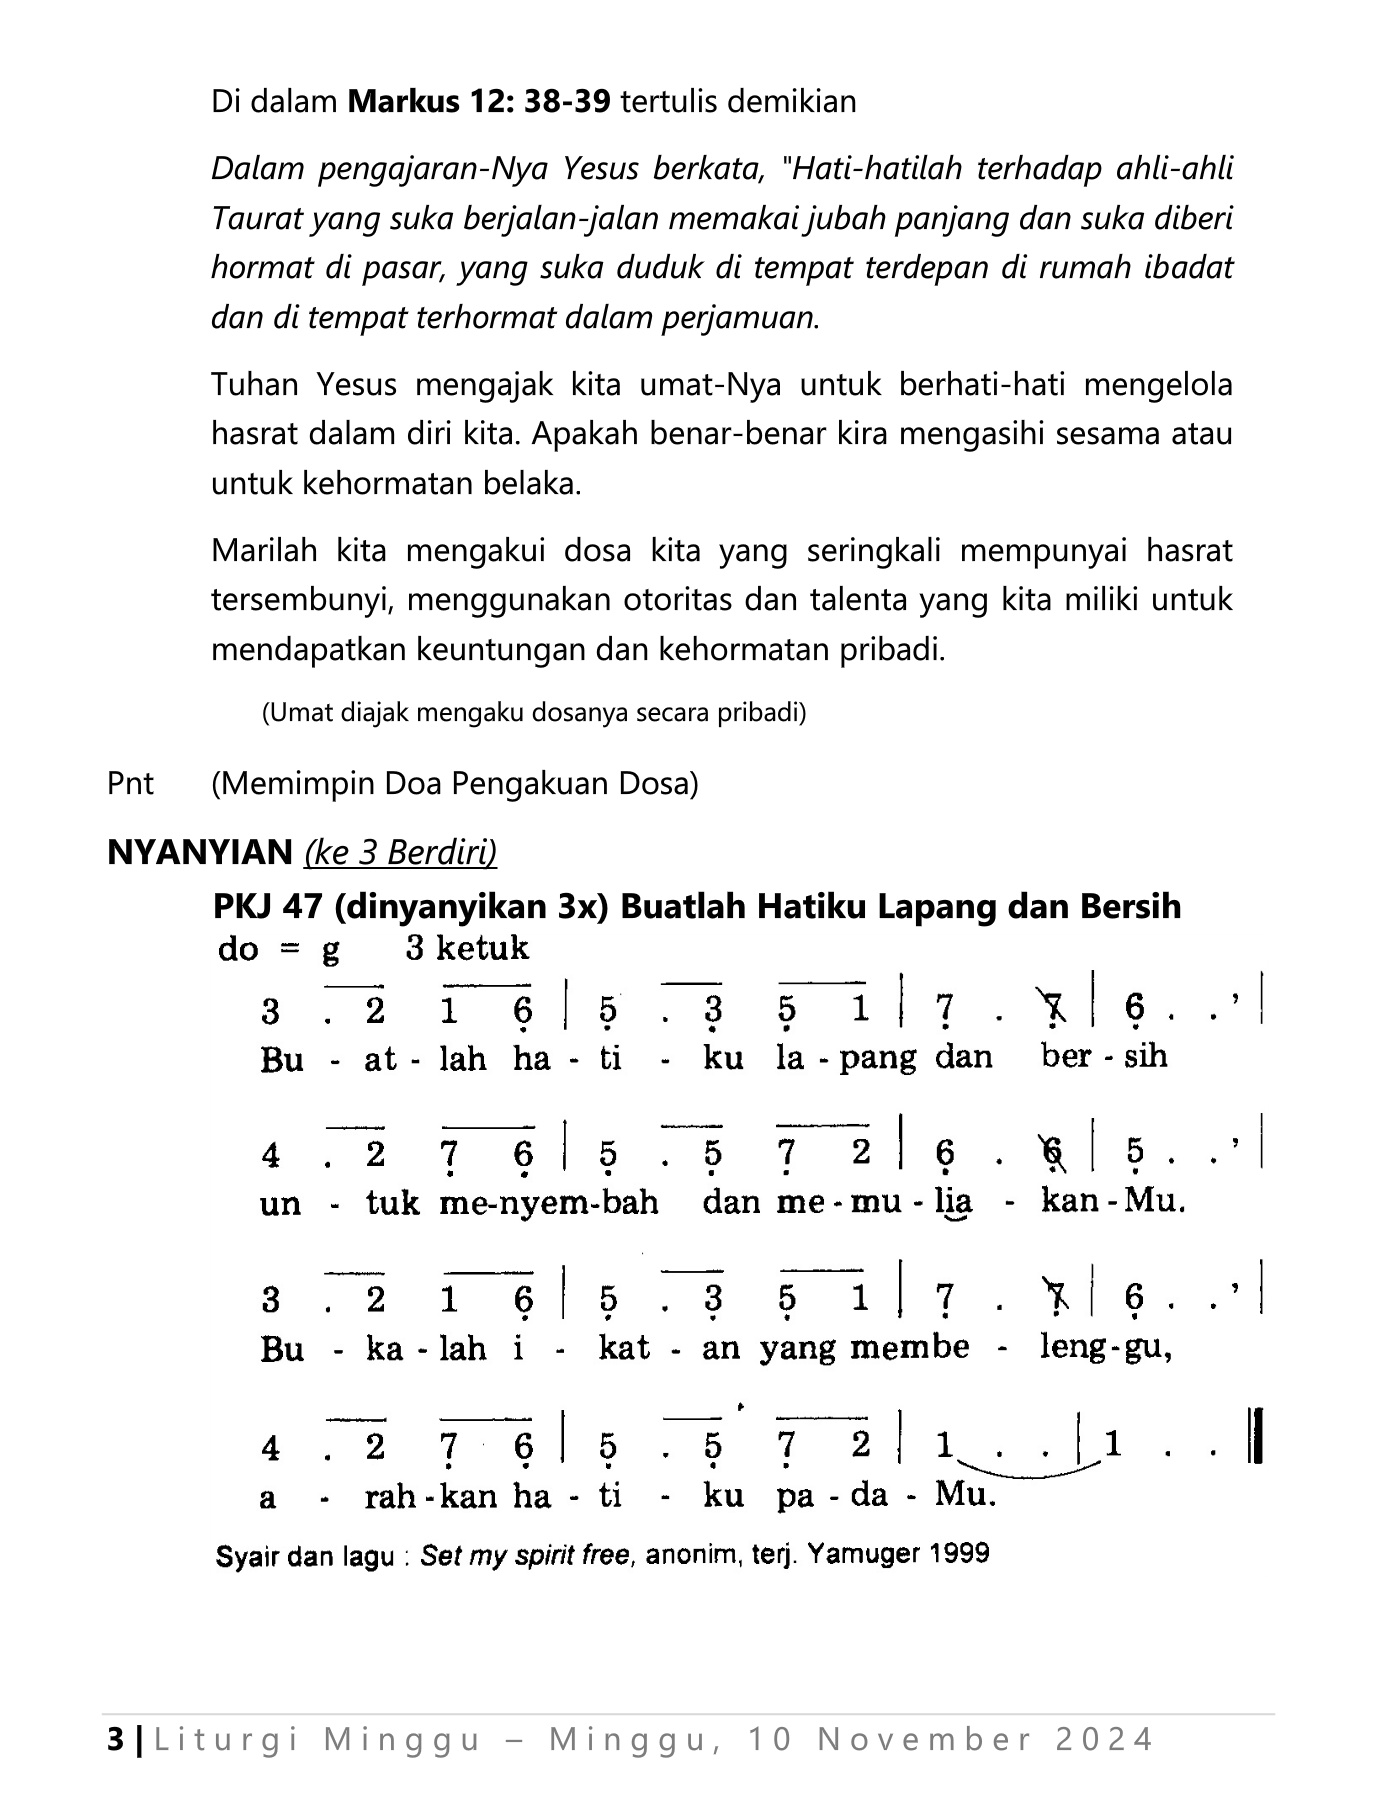 Di dalam Markus 12: 38-39 tertulis demikian
Dalam pengajaran-Nya Yesus berkata, "Hati-hatilah terhadap ahli-ahli
Taurat yang suka berjalan-jalan memakai jubah panjang dan suka diberi
hormat di pasar, yang suka duduk di tempat terdepan di rumah ibadat
dan di tempat terhormat dalam perjamuan.
Tuhan Yesus mengajak kita umat-Nya untuk berhati-hati mengelola
hasrat dalam diri kita. Apakah benar-benar kira mengasihi sesama atau
untuk kehormatan belaka.
Marilah kita mengakui dosa kita yang seringkali mempunyai hasrat
tersembunyi, menggunakan otoritas dan talenta yang kita miliki untuk
mendapatkan keuntungan dan kehormatan pribadi.
(Umat diajak mengaku dosanya secara pribadi)
Pnt (Memimpin Doa Pengakuan Dosa)
NYANYIAN (ke 3 Berdiri)
PKJ 47 (dinyanyikan 3x) Buatlah Hatiku Lapang dan Bersih
do = g 3 ketuk
3 . 2 1 6̣ | 5̣ . 3̣ 5̣ 1 | 7̣ . 7̸̣ | 6̣ . . ’ |
Bu - at - lah ha - ti - ku la - pang dan ber - sih
4 . 2 7̣ 6̣ | 5̣ . 5̣ 7̣ 2 | 6̣ . 6̸̣ | 5̣ . . ’ |
un - tuk me-nyem-bah dan me - mu - lia - kan - Mu.
3 . 2 1 6̣ | 5̣ . 3̣ 5̣ 1 | 7̣ . 7̸̣ | 6̣ . . ’ |
Bu - ka - lah i - kat - an yang membe - leng-gu,
4 . 2 7̣ 6̣ | 5̣ . 5̣ 7̣ 2 | 1 . . | 1 . . ||
a - rah - kan ha - ti - ku pa - da - Mu.
Syair dan lagu : Set my spirit free, anonim, terj. Yamuger 1999
3 | Liturgi Minggu – Minggu, 10 November 2024